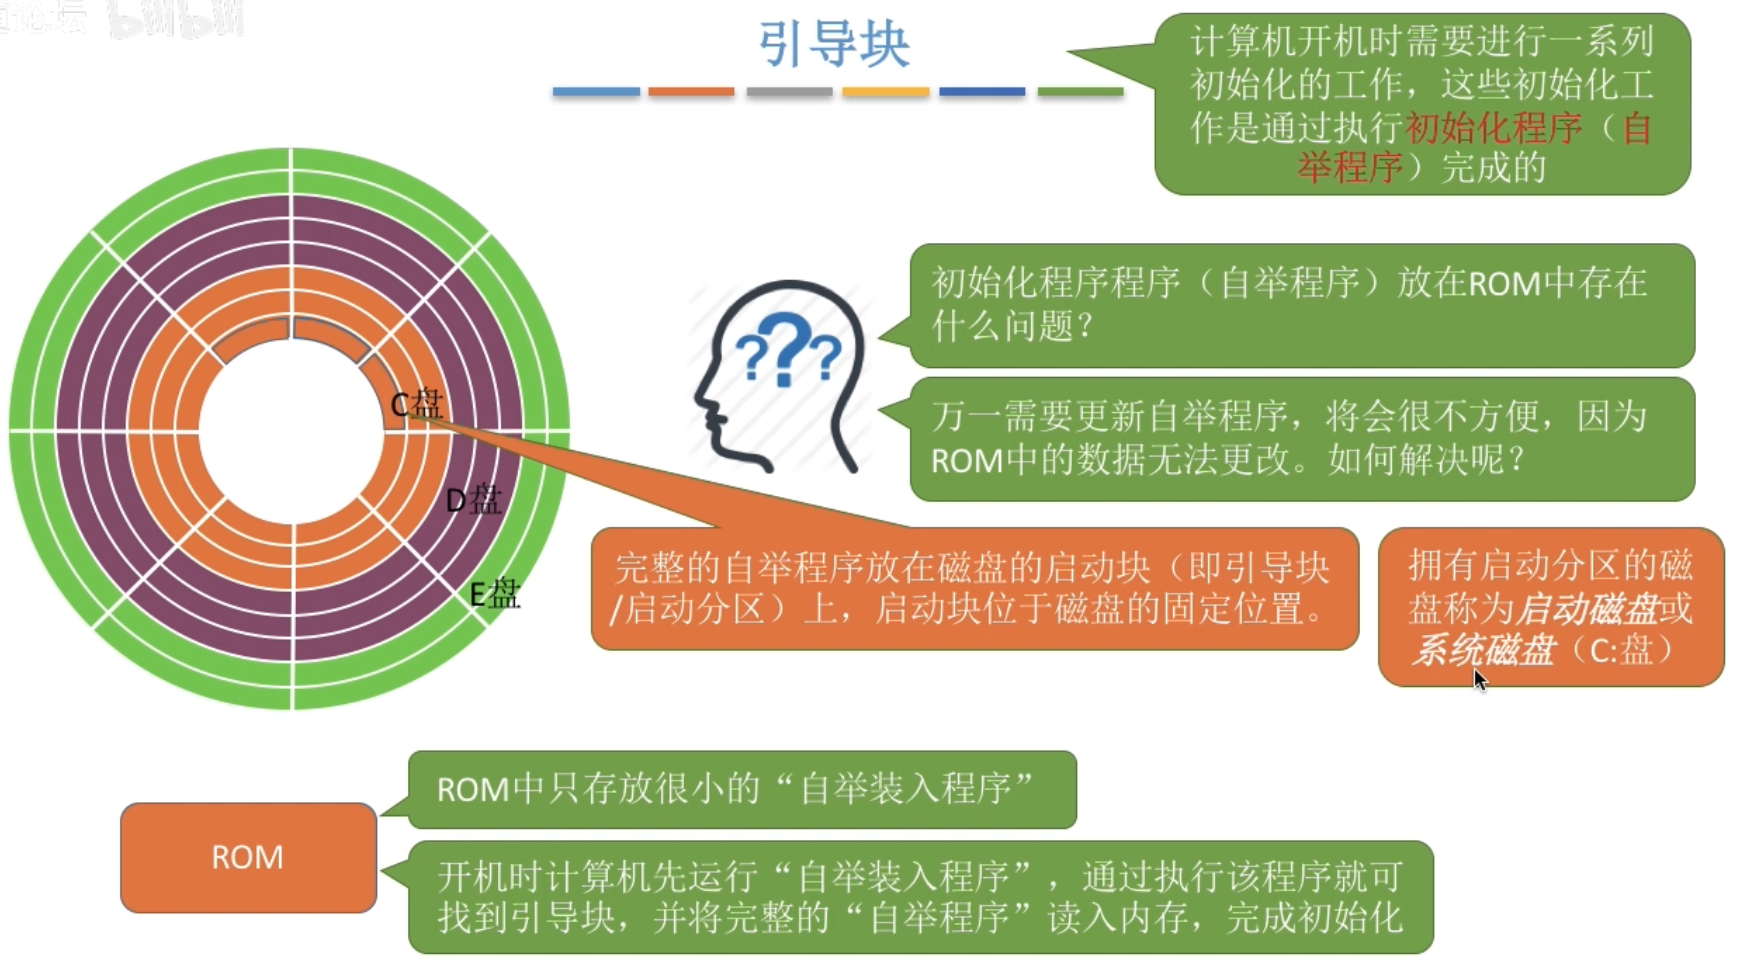 bilibili
引导块
计算机开机时需要进行一系列
初始化的工作，这些初始化工
作是通过执行初始化程序（自
举程序）完成的
初始化程序程序（自举程序）放在ROM中存在
什么问题？
???
万一需要更新自举程序，将会很不方便，因为
ROM中的数据无法更改。如何解决呢？
C盘
D盘
E盘
完整的自举程序放在磁盘的启动块（即引导块
/启动分区）上，启动块位于磁盘的固定位置。
拥有启动分区的磁
盘称为启动磁盘或
系统磁盘（C:盘）
ROM中只存放很小的“自举装入程序”
ROM
开机时计算机先运行“自举装入程序”，通过执行该程序就可
找到引导块，并将完整的“自举程序”读入内存，完成初始化